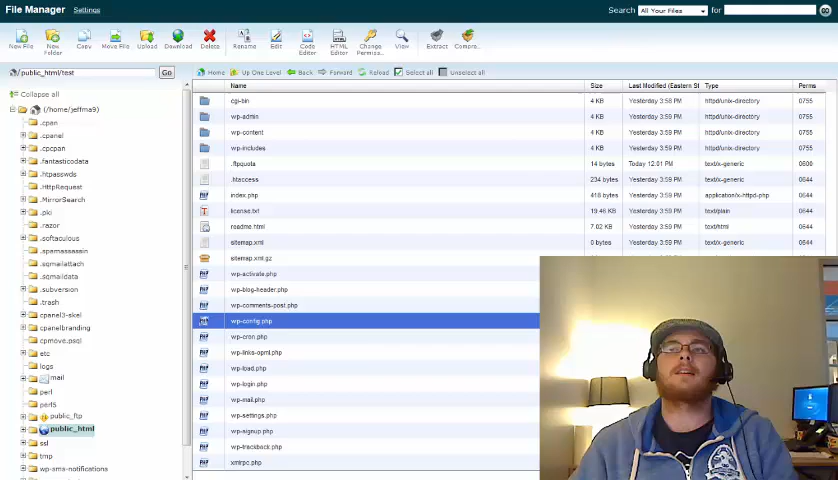 File Manager Settings Search All Your Files for Go
New File New Folder Copy Move File Upload Download Delete Rename Edit Code Editor HTML Editor Change Permiss... View Extract Compre...
/public_html/test Go
Home Up One Level Back Forward Reload Select all Unselect all
Collapse all
(/home/jeffma9)
.cpan
.cpanel
.cpcpan
.fantasticodata
.htpasswds
.HttpRequest
.MirrorSearch
.pki
.razor
.softaculous
.spamassassin
.sqmailattach
.sqmaildata
.subversion
.trash
cpanel3-skel
cpanelbranding
cpmove.psql
etc
logs
mail
perl
perl5
public_ftp
public_html
ssl
tmp
wp-sms-notifications
Name Size Last Modified (Eastern St Type Perms
cgi-bin 4 KB Yesterday 3:58 PM httpd/unix-directory 0755
wp-admin 4 KB Yesterday 3:59 PM httpd/unix-directory 0755
wp-content 4 KB Yesterday 3:59 PM httpd/unix-directory 0755
wp-includes 4 KB Yesterday 3:59 PM httpd/unix-directory 0755
.ftpquota 14 bytes Today 12:01 PM text/x-generic 0600
.htaccess 234 bytes Yesterday 3:59 PM text/x-generic 0644
index.php 418 bytes Yesterday 3:59 PM application/x-httpd-php 0644
license.txt 19.46 KB Yesterday 3:59 PM text/plain 0644
readme.html 7.02 KB Yesterday 3:59 PM text/html 0644
sitemap.xml 0 bytes Yesterday 3:59 PM text/x-generic 0644
sitemap.xml.gz
wp-activate.php
wp-blog-header.php
wp-comments-post.php
wp-config.php
wp-cron.php
wp-links-opml.php
wp-load.php
wp-login.php
wp-mail.php
wp-settings.php
wp-signup.php
wp-trackback.php
xmlrpc.php